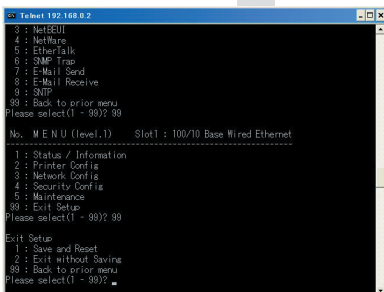 Telnet 192.168.0.2
3 : NetBEUI
4 : NetWare
5 : EtherTalk
6 : SNMP Trap
7 : E-Mail Send
8 : E-Mail Receive
9 : SNTP
99 : Back to prior menu
Please select(1 - 99)? 99
No. M E N U (level.1) Slot1 : 100/10 Base Wired Ethernet
---------------------------------------------------------------
1 : Status / Information
2 : Printer Config
3 : Network Config
4 : Security Config
5 : Maintenance
99 : Exit Setup
Please select(1 - 99)? 99
Exit Setup
1 : Save and Reset
2 : Exit without Saving
99 : Back to prior menu
Please select(1 - 99)? _